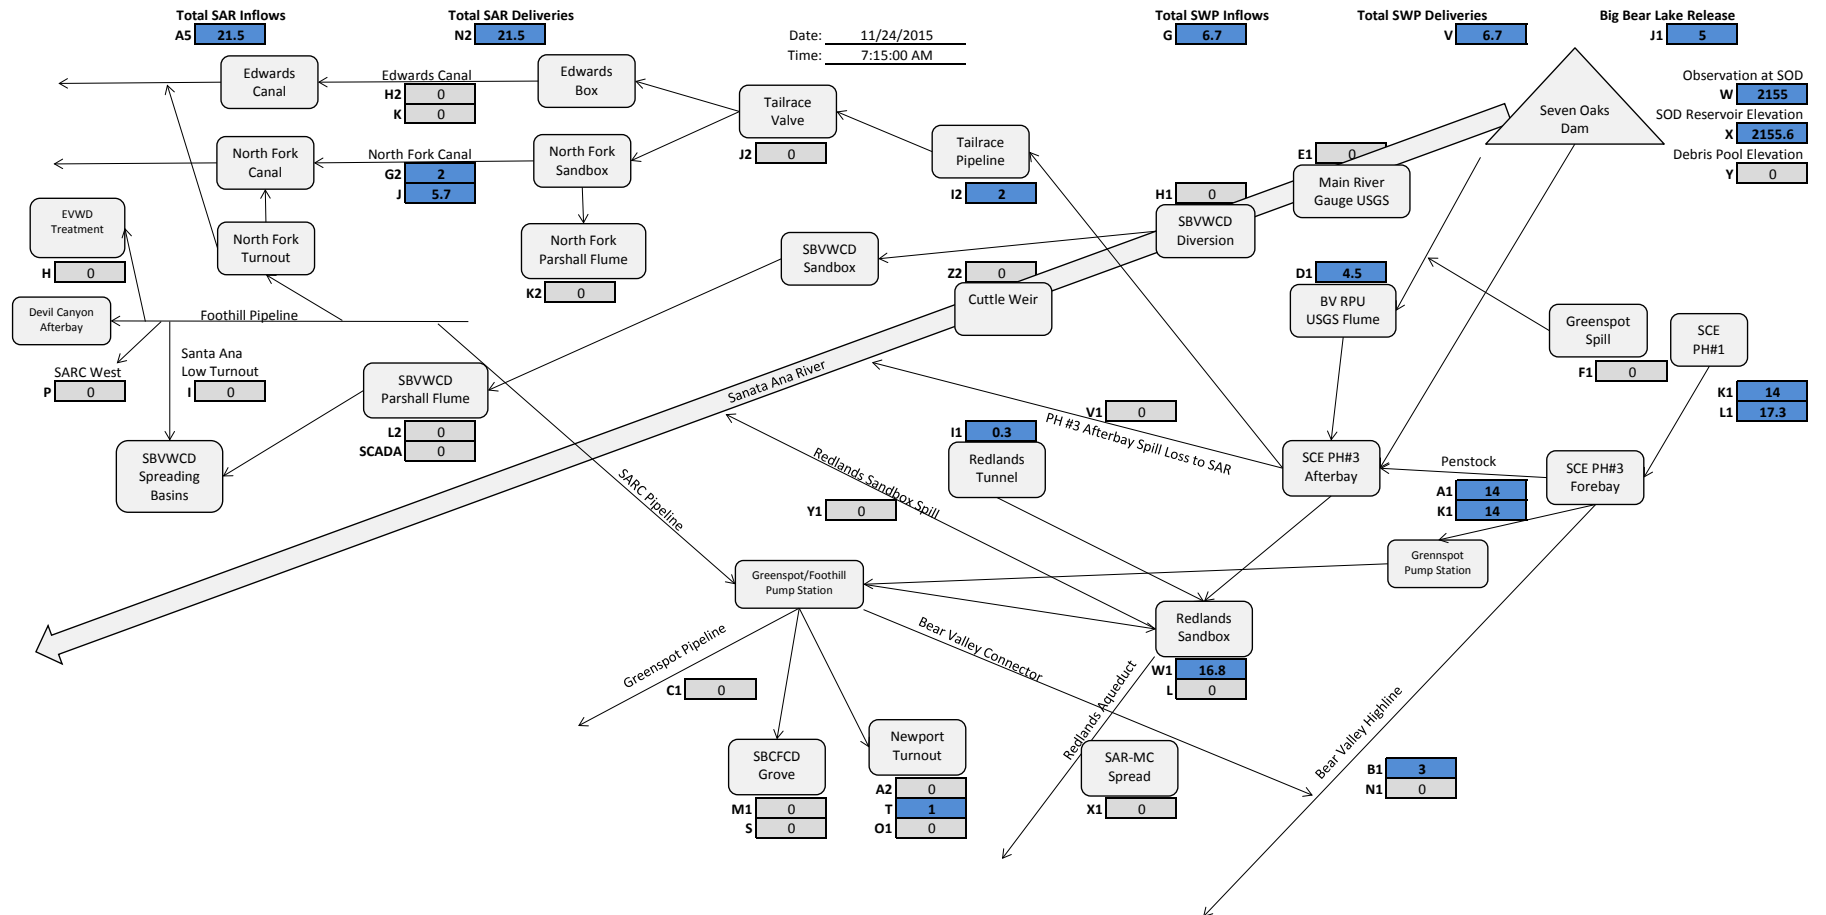 Total SAR Inflows
A5 21.5
Total SAR Deliveries
N2 21.5
Date: 11/24/2015
Time: 7:15:00 AM
Total SWP Inflows
G 6.7
Total SWP Deliveries
V 6.7
Big Bear Lake Release
J1 5
Observation at SOD
W 2155
SOD Reservoir Elevation
X 2155.6
Debris Pool Elevation
Y 0
Seven Oaks
Dam
Edwards
Canal
Edwards Canal
H2 0
K 0
Edwards
Box
Tailrace
Valve
J2 0
Tailrace
Pipeline
I2 2
E1 0
Main River
Gauge USGS
H1 0
SBVWCD
Diversion
North Fork
Canal
North Fork Canal
G2 2
J 5.7
North Fork
Sandbox
North Fork
Parshall Flume
K2 0
EVWD
Treatment
H 0
North Fork
Turnout
SBVWCD
Sandbox
Z2 0
Cuttle Weir
D1 4.5
BV RPU
USGS Flume
Greenspot
Spill
F1 0
SCE
PH#1
K1 14
L1 17.3
Devil Canyon
Afterbay
Foothill Pipeline
SARC West
P 0
Santa Ana
Low Turnout
I 0
SBVWCD
Parshall Flume
L2 0
SCADA 0
SBVWCD
Spreading
Basins
Sanata Ana River
V1 0
PH #3 Afterbay Spill Loss to SAR
I1 0.3
Redlands
Tunnel
SCE PH#3
Afterbay
Penstock
A1 14
K1 14
SCE PH#3
Forebay
SARC Pipeline
Redlands Sandbox Spill
Y1 0
Grennspot
Pump Station
Greenspot/Foothill
Pump Station
Redlands
Sandbox
W1 16.8
L 0
Greenspot Pipeline
C1 0
Bear Valley Connector
Redlands Aqueduct
Bear Valley Highline
SBCFCD
Grove
M1 0
S 0
Newport
Turnout
A2 0
T 1
O1 0
SAR-MC
Spread
X1 0
B1 3
N1 0